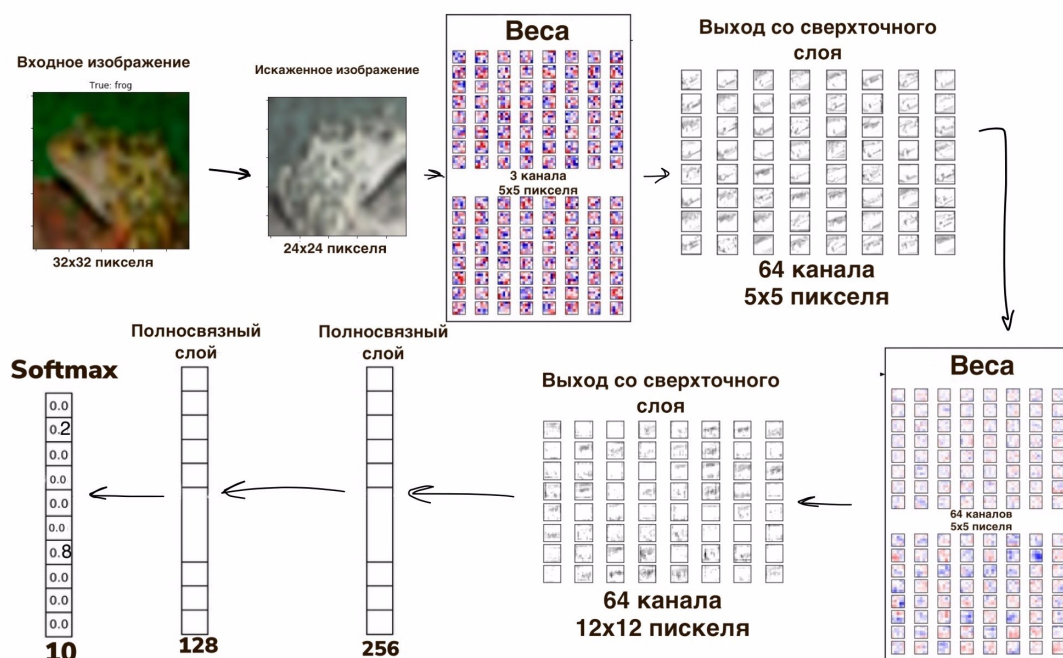 Входное изображение
True: frog
32x32 пикселя
Искаженное изображение
24x24 пикселя
Веса
3 канала
5x5 пикселя
Выход со сверхточного
слоя
64 канала
5x5 пикселя
Веса
64 каналов
5x5 писеля
Выход со сверхточного
слоя
64 канала
12x12 пискеля
Полносвязный
слой
256
Полносвязный
слой
128
Softmax
0.0
0.2
0.0
0.0
0.0
0.0
0.8
0.0
0.0
0.0
10